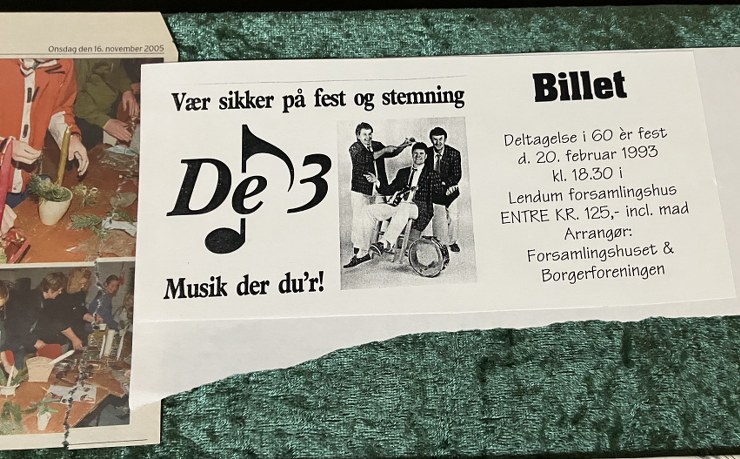 Onsdag den 16. november 2005
Vær sikker på fest og stemning
De 3
Musik der du'r!
Billet
Deltagelse i 60 èr fest
d. 20. februar 1993
kl. 18.30 i
Lendum forsamlingshus
ENTRE KR. 125,- incl. mad
Arrangør:
Forsamlingshuset &
Borgerforeningen